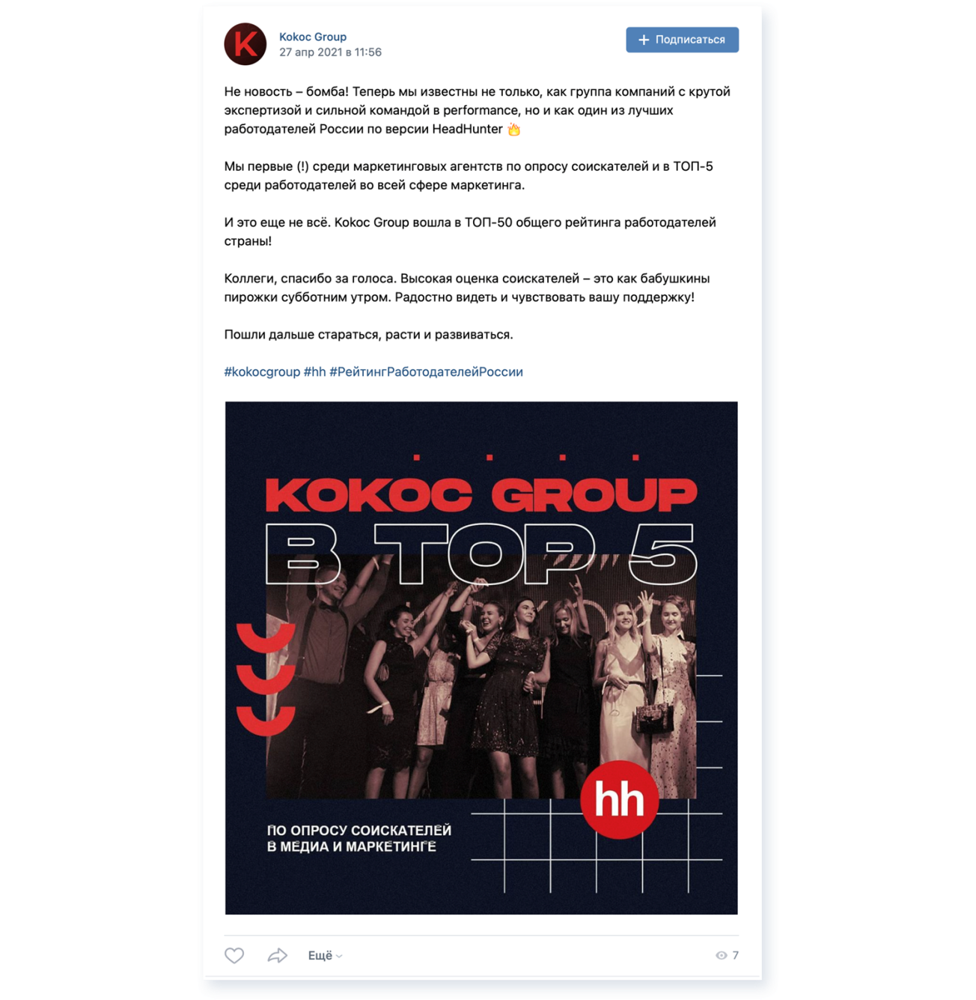 K
Kokoc Group
27 апр 2021 в 11:56
+ Подписаться
Не новость – бомба! Теперь мы известны не только, как группа компаний с крутой
экспертизой и сильной командой в performance, но и как один из лучших
работодателей России по версии HeadHunter 🔥
Мы первые (!) среди маркетинговых агентств по опросу соискателей и в ТОП-5
среди работодателей во всей сфере маркетинга.
И это еще не всё. Kokoc Group вошла в ТОП-50 общего рейтинга работодателей
страны!
Коллеги, спасибо за голоса. Высокая оценка соискателей – это как бабушкины
пирожки субботним утром. Радостно видеть и чувствовать вашу поддержку!
Пошли дальше стараться, расти и развиваться.
#kokocgroup #hh #РейтингРаботодателейРоссии
KOKOC GROUP
В TOP 5
hh
ПО ОПРОСУ СОИСКАТЕЛЕЙ
В МЕДИА И МАРКЕТИНГЕ
Ещё
7